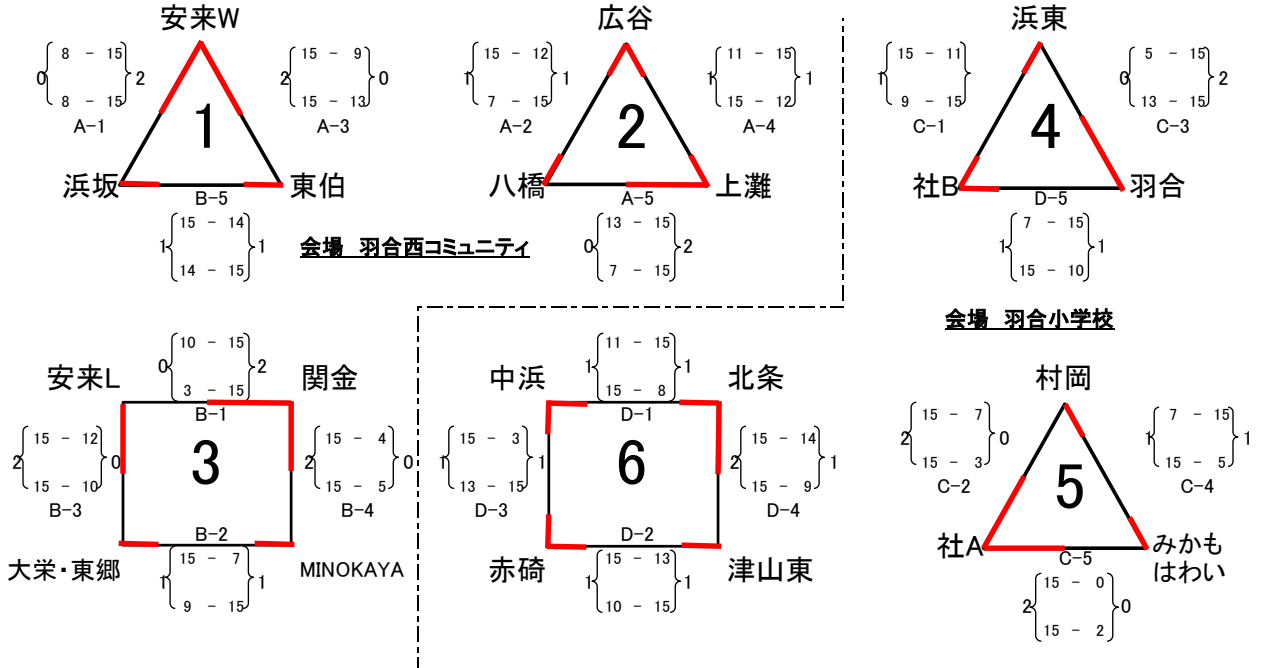 安来W
8 - 15
0 2
8 - 15
A-1
15 - 9
2 0
15 - 13
A-3
1
浜坂
東伯
B-5
15 - 14
1 1
14 - 15
広谷
15 - 12
1 1
7 - 15
A-2
11 - 15
1 1
15 - 12
A-4
2
八橋
上灘
A-5
13 - 15
0 2
7 - 15
会場 羽合西コミュニティ
浜東
15 - 11
1
9 - 15
C-1
5 - 15
0 2
13 - 15
C-3
4
社B
羽合
D-5
7 - 15
1 1
15 - 10
会場 羽合小学校
安来L
関金
10 - 15
0 2
3 - 15
B-1
15 - 12
2 0
15 - 10
B-3
3
15 - 4
2 0
15 - 5
B-4
B-2
大栄・東郷
MINOKAYA
15 - 7
1 1
9 - 15
中浜
北条
11 - 15
1 1
15 - 8
D-1
15 - 3
1 1
13 - 15
D-3
6
15 - 14
2 1
15 - 9
D-4
D-2
赤碕
津山東
15 - 13
1 1
10 - 15
村岡
15 - 7
2 0
15 - 3
C-2
7 - 15
1 1
15 - 5
C-4
5
社A
みかも
はわい
C-5
15 - 0
2 0
15 - 2